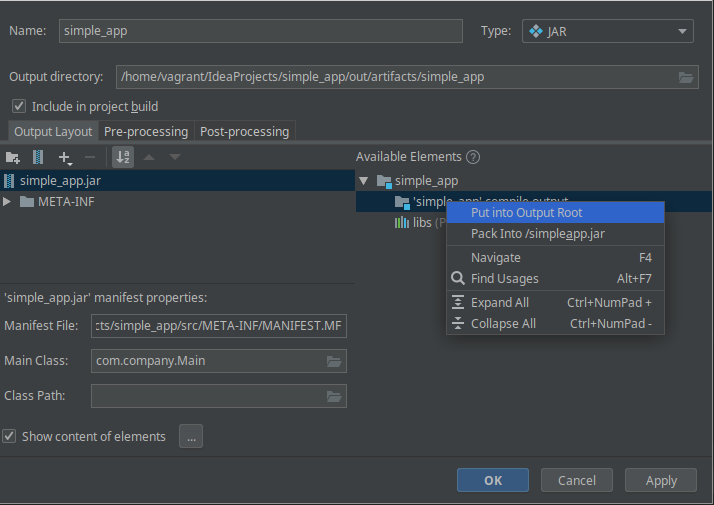 Name: simple_app Type: JAR
Output directory: /home/vagrant/IdeaProjects/simple_app/out/artifacts/simple_app
Include in project build
Output Layout Pre-processing Post-processing
Available Elements ?
simple_app.jar
META-INF
simple_app
'simple_app' compile output
libs (P
Put into Output Root
Pack Into /simpleapp.jar
Navigate F4
Find Usages Alt+F7
Expand All Ctrl+NumPad +
Collapse All Ctrl+NumPad -
'simple_app.jar' manifest properties:
Manifest File: cts/simple_app/src/META-INF/MANIFEST.MF
Main Class: com.company.Main
Class Path:
Show content of elements ...
OK Cancel Apply